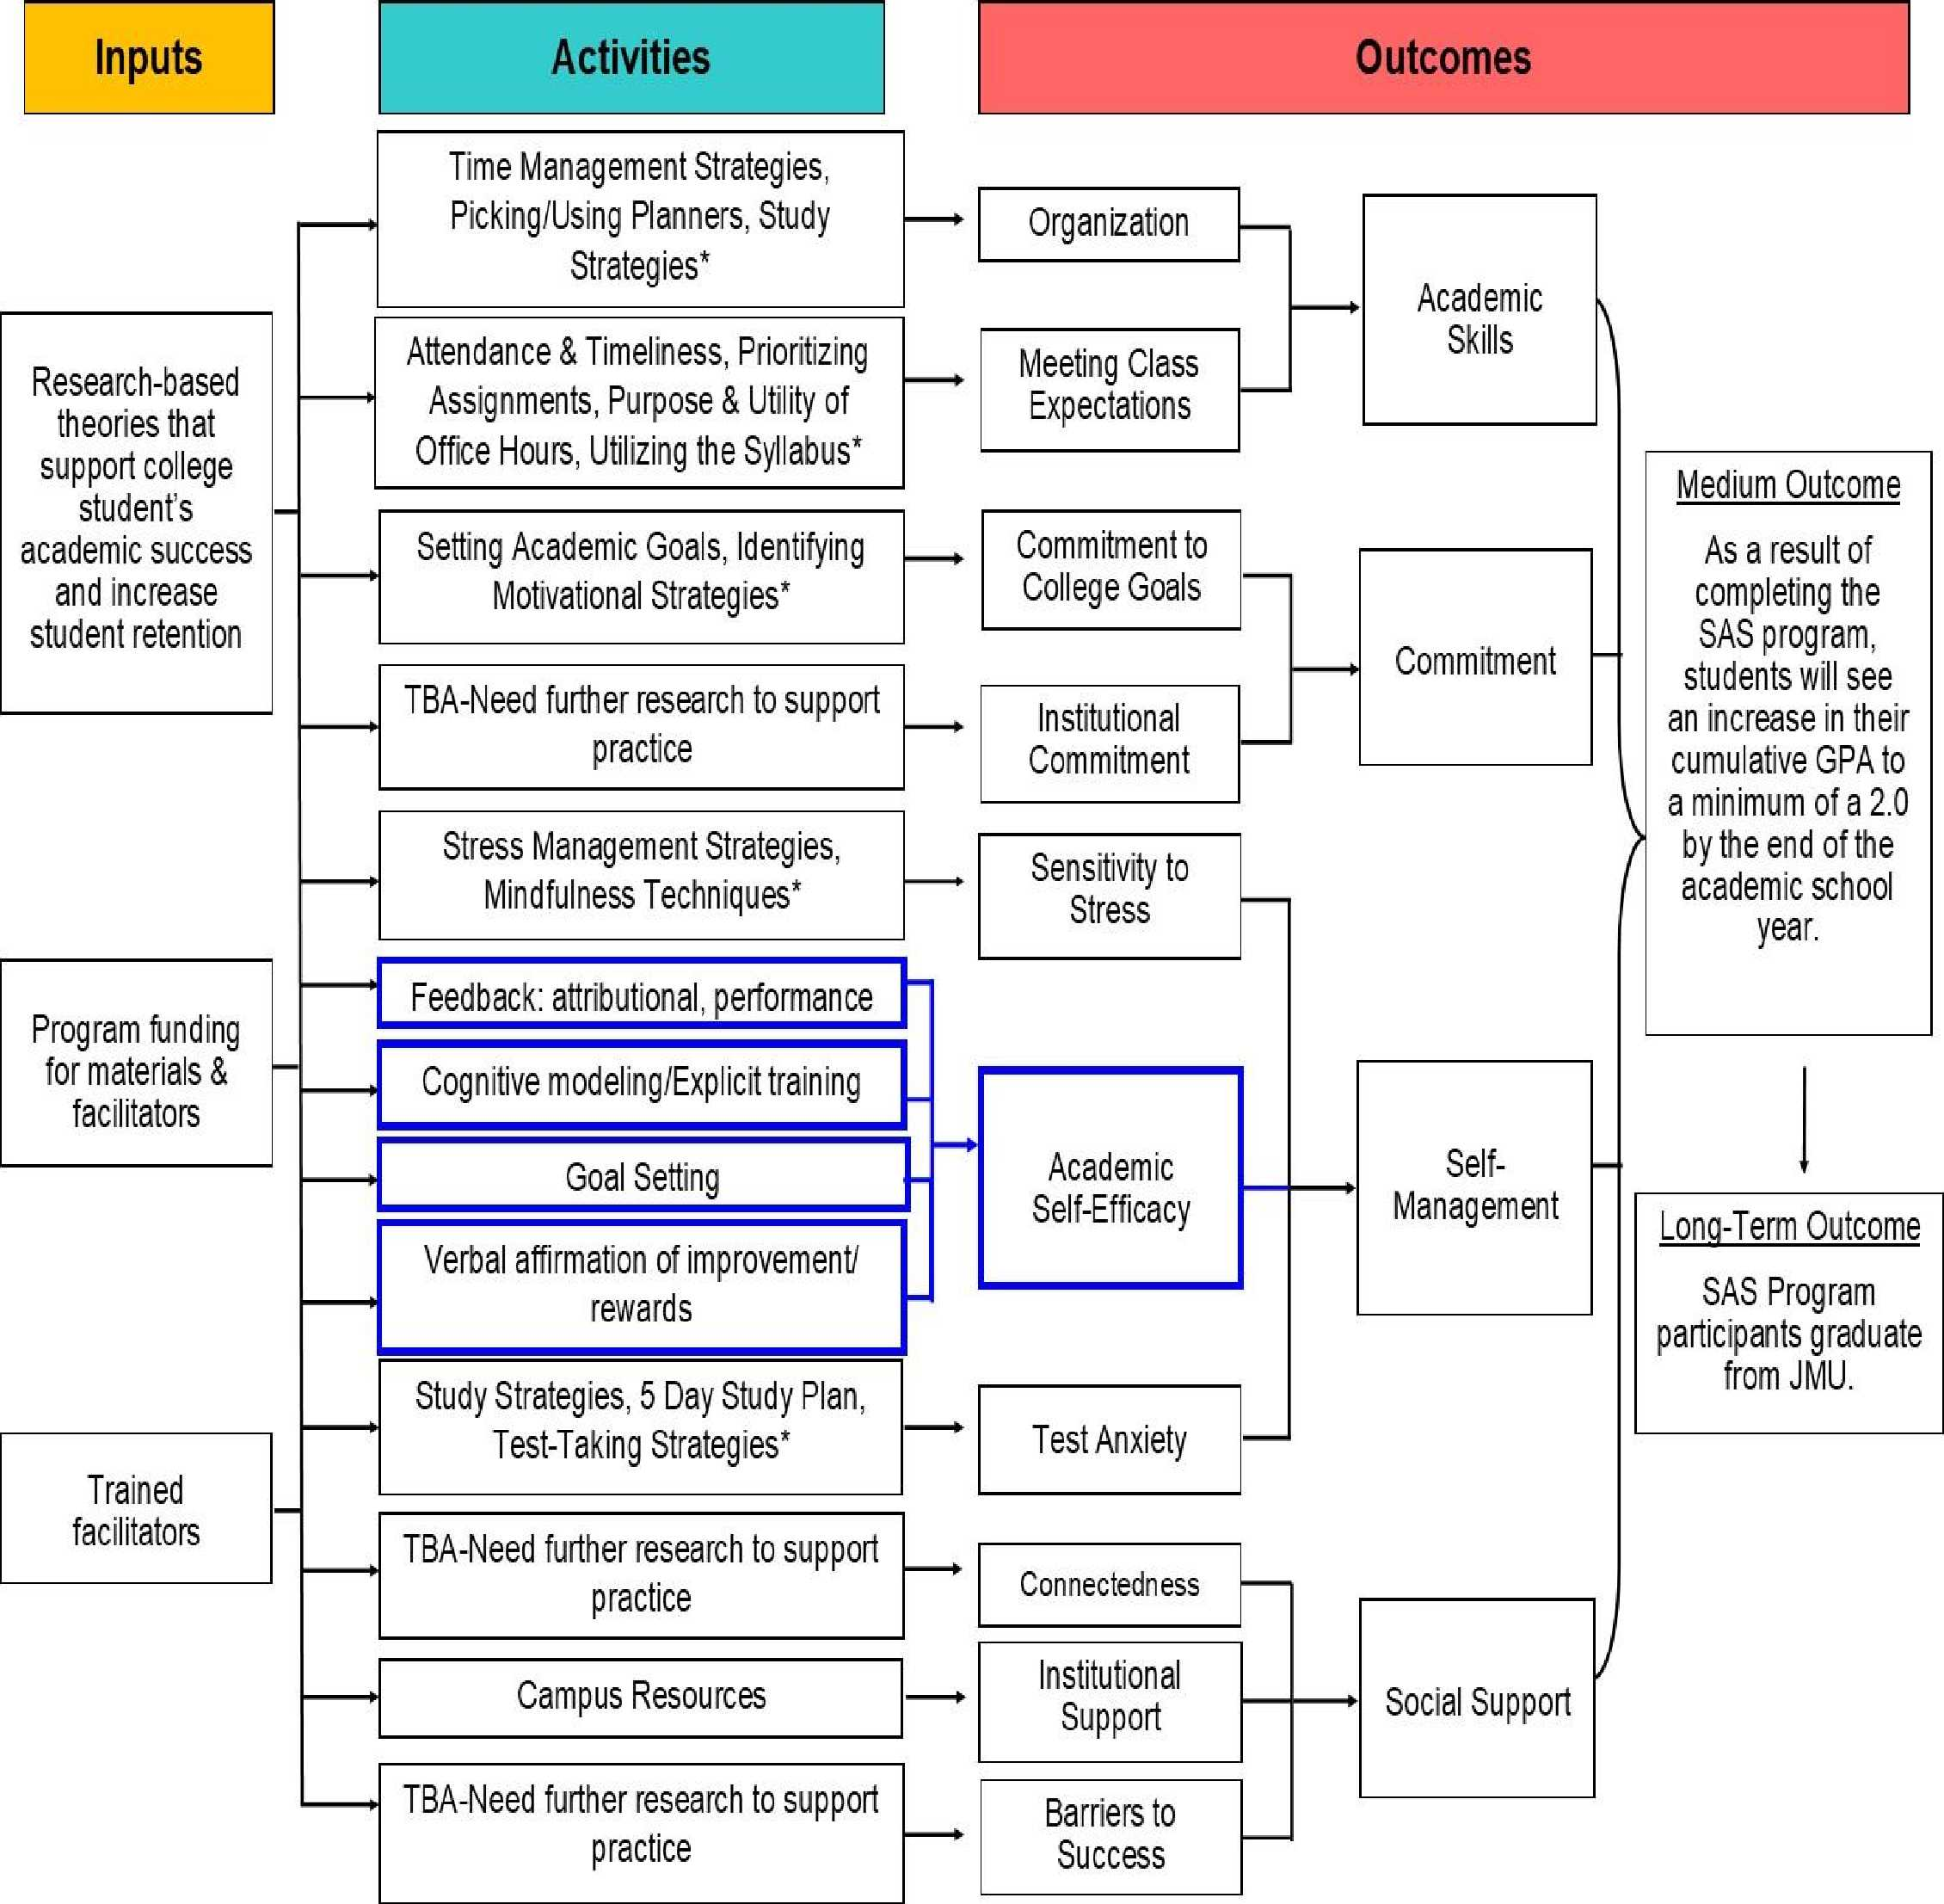 Inputs
Activities
Outcomes
Research-based
theories that
support college
student’s
academic success
and increase
student retention
Program funding
for materials &
facilitators
Trained
facilitators
Time Management Strategies,
Picking/Using Planners, Study
Strategies*
Attendance & Timeliness, Prioritizing
Assignments, Purpose & Utility of
Office Hours, Utilizing the Syllabus*
Setting Academic Goals, Identifying
Motivational Strategies*
TBA-Need further research to support
practice
Stress Management Strategies,
Mindfulness Techniques*
Feedback: attributional, performance
Cognitive modeling/Explicit training
Goal Setting
Verbal affirmation of improvement/
rewards
Study Strategies, 5 Day Study Plan,
Test-Taking Strategies*
TBA-Need further research to support
practice
Campus Resources
TBA-Need further research to support
practice
Organization
Meeting Class
Expectations
Commitment to
College Goals
Institutional
Commitment
Sensitivity to
Stress
Academic
Self-Efficacy
Test Anxiety
Connectedness
Institutional
Support
Barriers to
Success
Academic
Skills
Commitment
Self-
Management
Social Support
Medium Outcome
As a result of
completing the
SAS program,
students will see
an increase in their
cumulative GPA to
a minimum of a 2.0
by the end of the
academic school
year.
Long-Term Outcome
SAS Program
participants graduate
from JMU.